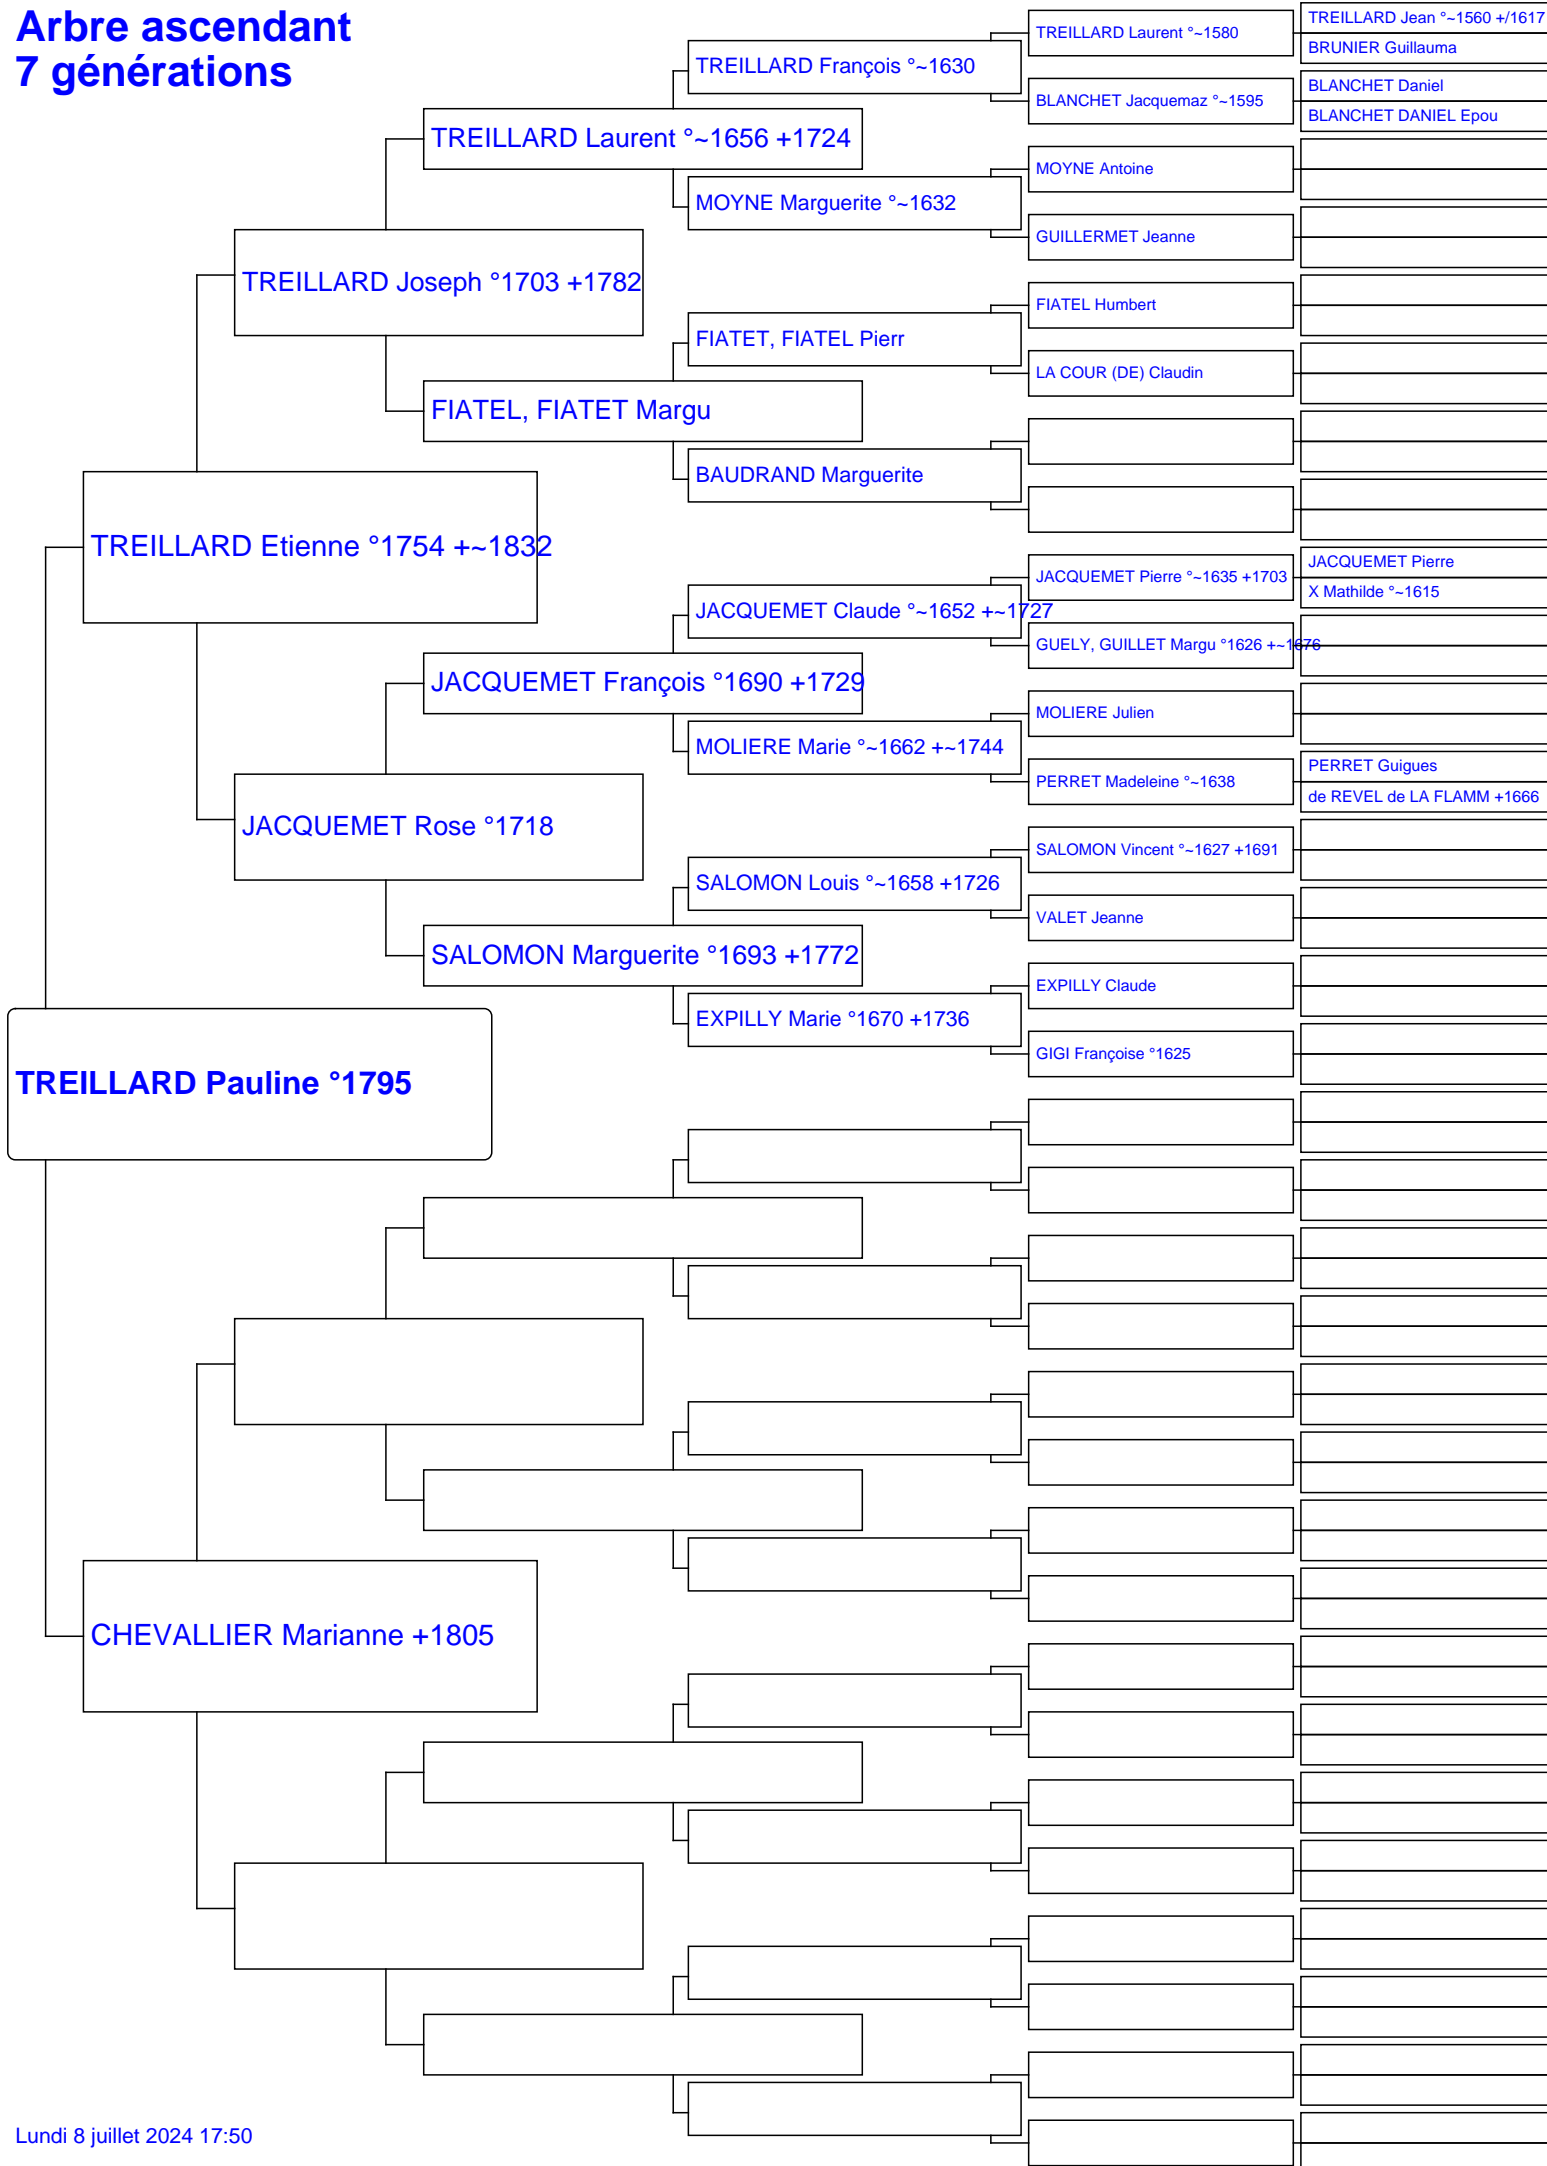 Arbre ascendant
7 générations
TREILLARD Pauline °1795
TREILLARD Etienne °1754 +~1832
CHEVALLIER Marianne +1805
TREILLARD Joseph °1703 +1782
JACQUEMET Rose °1718
TREILLARD Laurent °~1656 +1724
FIATEL, FIATET Margu
JACQUEMET François °1690 +1729
SALOMON Marguerite °1693 +1772
TREILLARD François °~1630
MOYNE Marguerite °~1632
FIATET, FIATEL Pierr
BAUDRAND Marguerite
JACQUEMET Claude °~1652 +~1727
MOLIERE Marie °~1662 +~1744
SALOMON Louis °~1658 +1726
EXPILLY Marie °1670 +1736
TREILLARD Laurent °~1580
BLANCHET Jacquemaz °~1595
MOYNE Antoine
GUILLERMET Jeanne
FIATEL Humbert
LA COUR (DE) Claudin
JACQUEMET Pierre °~1635 +1703
GUELY, GUILLET Margu °1626 +~1676
MOLIERE Julien
PERRET Madeleine °~1638
SALOMON Vincent °~1627 +1691
VALET Jeanne
EXPILLY Claude
GIGI Françoise °1625
TREILLARD Jean °~1560 +/1617
BRUNIER Guillauma
BLANCHET Daniel
BLANCHET DANIEL Epou
JACQUEMET Pierre
X Mathilde °~1615
PERRET Guigues
de REVEL de LA FLAMM +1666
Lundi 8 juillet 2024 17:50